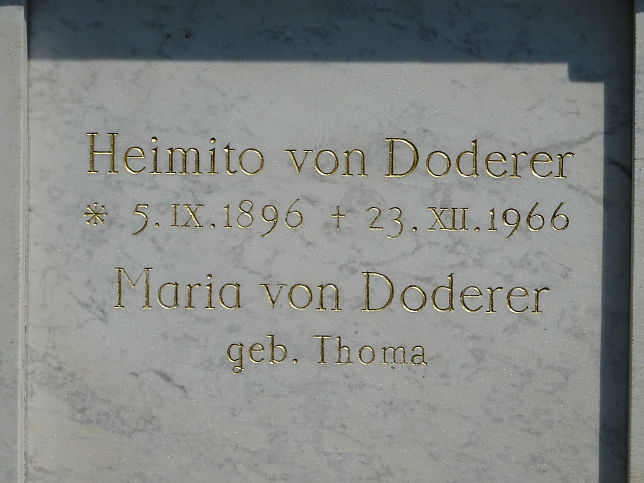 Heimito von Doderer
* 5.IX.1896 † 23.XII.1966
Maria von Doderer
geb. Thoma